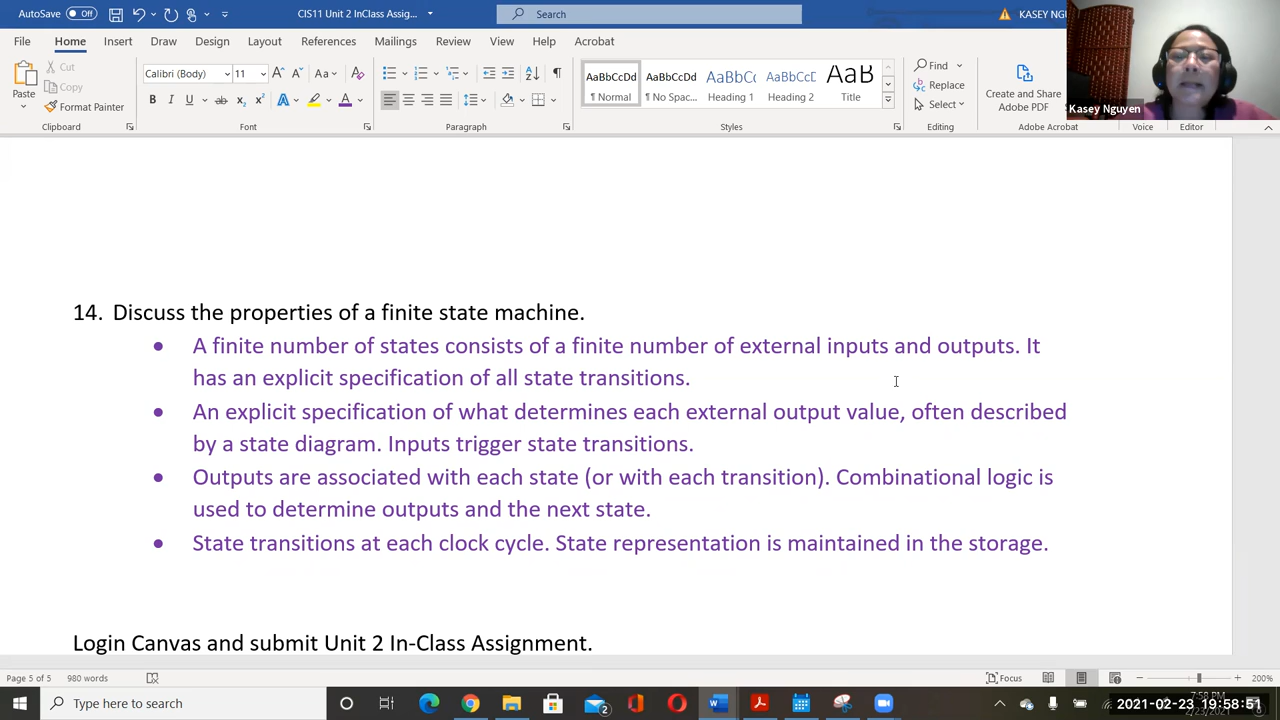 AutoSave Off CIS11 Unit 2 InClass Assig... Search KASEY NGU
File Home Insert Draw Design Layout References Mailings Review View Help Acrobat
Paste Cut Copy Format Painter Calibri (Body) 11 AaBbCcDd AaBbCcDd AaBbCc AaBbCcD AaB Find Replace Select Create and Share Adobe PDF
¶ Normal ¶ No Spac... Heading 1 Heading 2 Title
Kasey Nguyen
Clipboard Font Paragraph Styles Editing Adobe Acrobat Voice Editor
14. Discuss the properties of a finite state machine.
• A finite number of states consists of a finite number of external inputs and outputs. It
has an explicit specification of all state transitions.
• An explicit specification of what determines each external output value, often described
by a state diagram. Inputs trigger state transitions.
• Outputs are associated with each state (or with each transition). Combinational logic is
used to determine outputs and the next state.
• State transitions at each clock cycle. State representation is maintained in the storage.
Login Canvas and submit Unit 2 In-Class Assignment.
Page 5 of 5 980 words Focus 200%
Type here to search 7:58 PM
2021-02-23 19:58:51